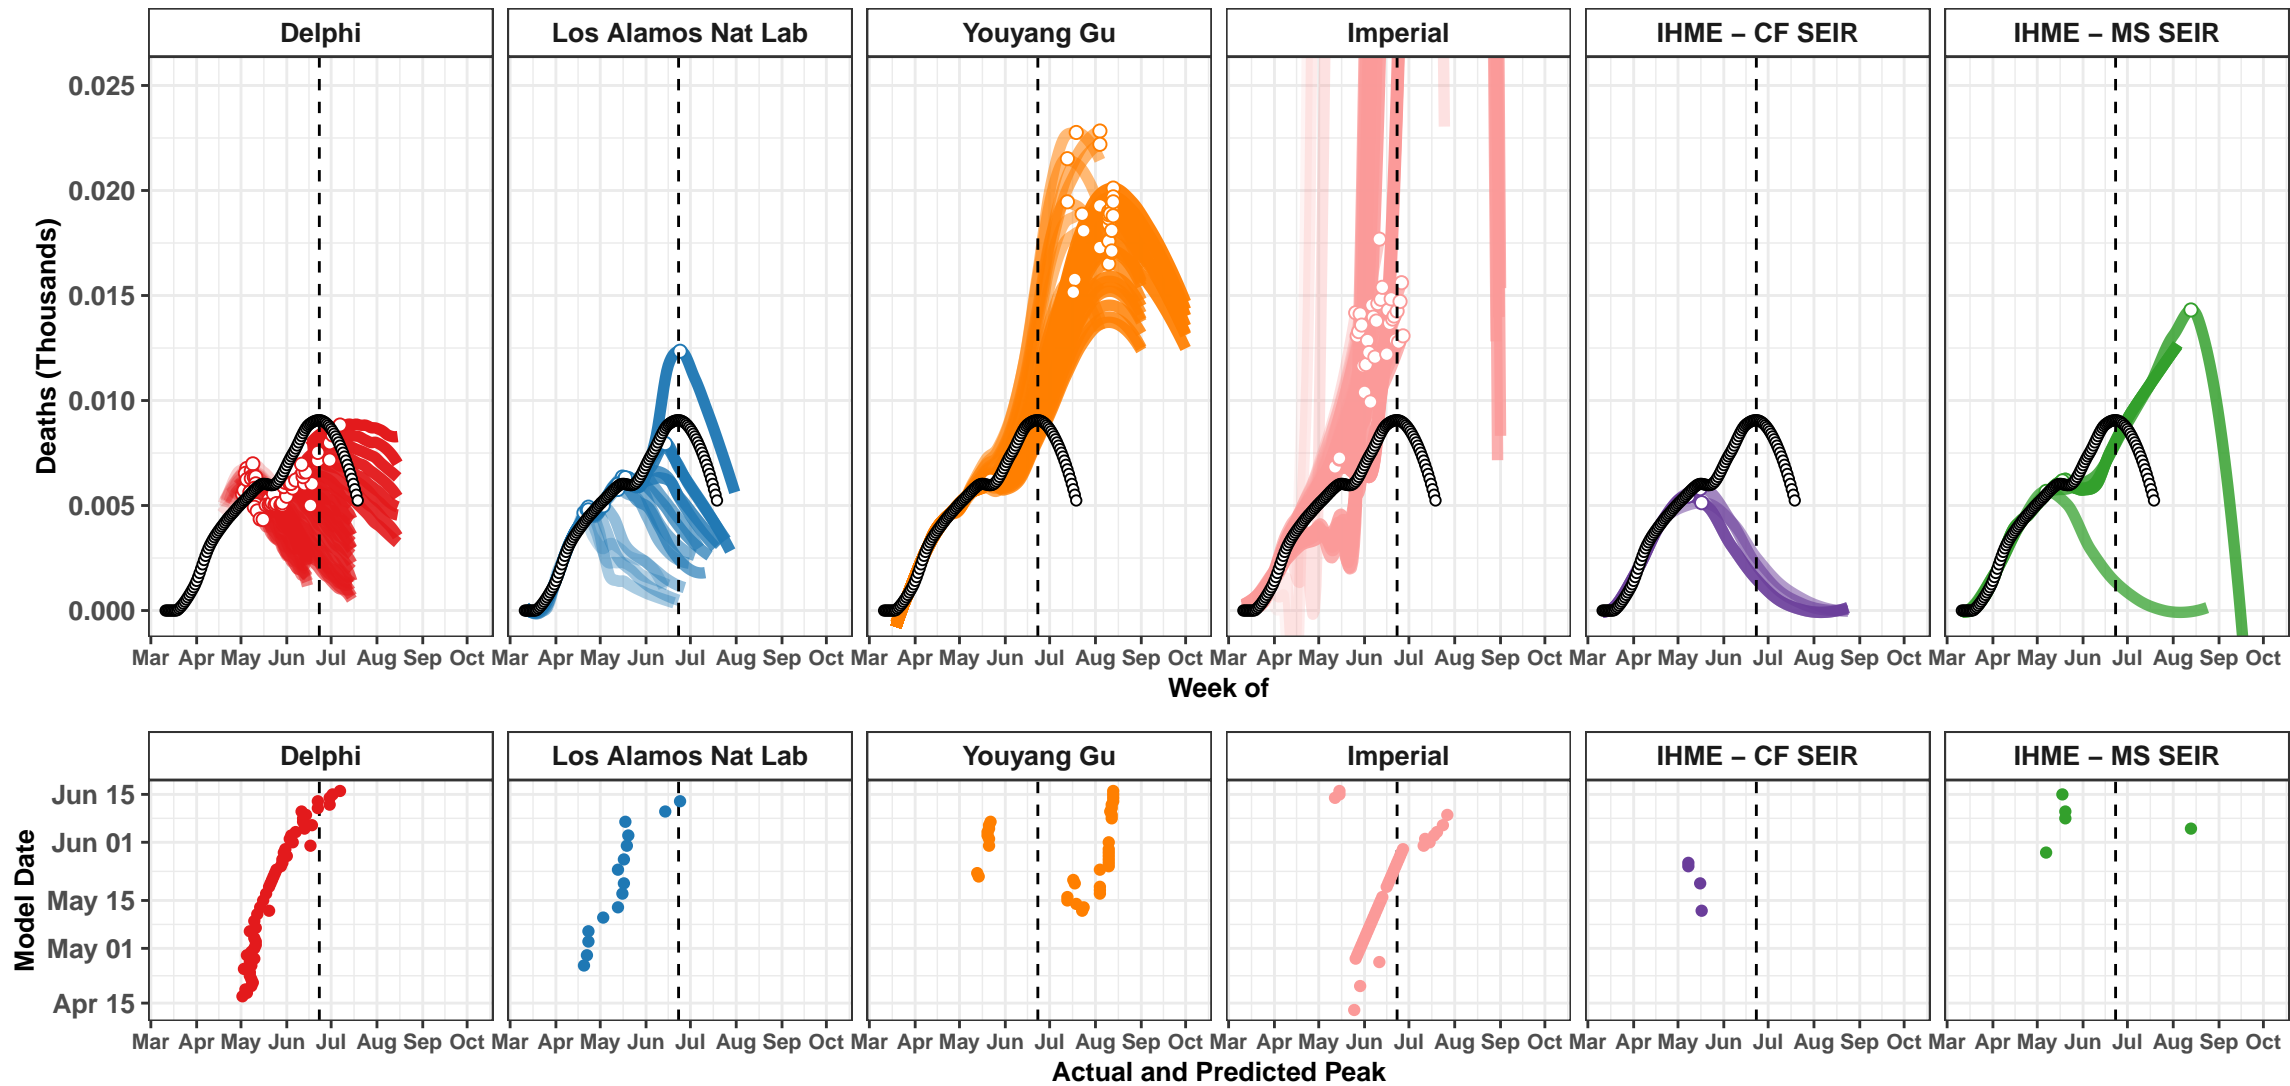 Delphi Los Alamos Nat Lab Youyang Gu Imperial IHME – CF SEIR IHME – MS SEIR
Deaths (Thousands)
0.025
0.020
0.015
0.010
0.005
0.000
Mar Apr May Jun Jul Aug Sep Oct Mar Apr May Jun Jul Aug Sep Oct Mar Apr May Jun Jul Aug Sep Oct Mar Apr May Jun Jul Aug Sep Oct Mar Apr May Jun Jul Aug Sep Oct Mar Apr May Jun Jul Aug Sep Oct
Week of
Delphi Los Alamos Nat Lab Youyang Gu Imperial IHME – CF SEIR IHME – MS SEIR
Model Date
Jun 15
Jun 01
May 15
May 01
Apr 15
Mar Apr May Jun Jul Aug Sep Oct Mar Apr May Jun Jul Aug Sep Oct Mar Apr May Jun Jul Aug Sep Oct Mar Apr May Jun Jul Aug Sep Oct Mar Apr May Jun Jul Aug Sep Oct Mar Apr May Jun Jul Aug Sep Oct
Actual and Predicted Peak